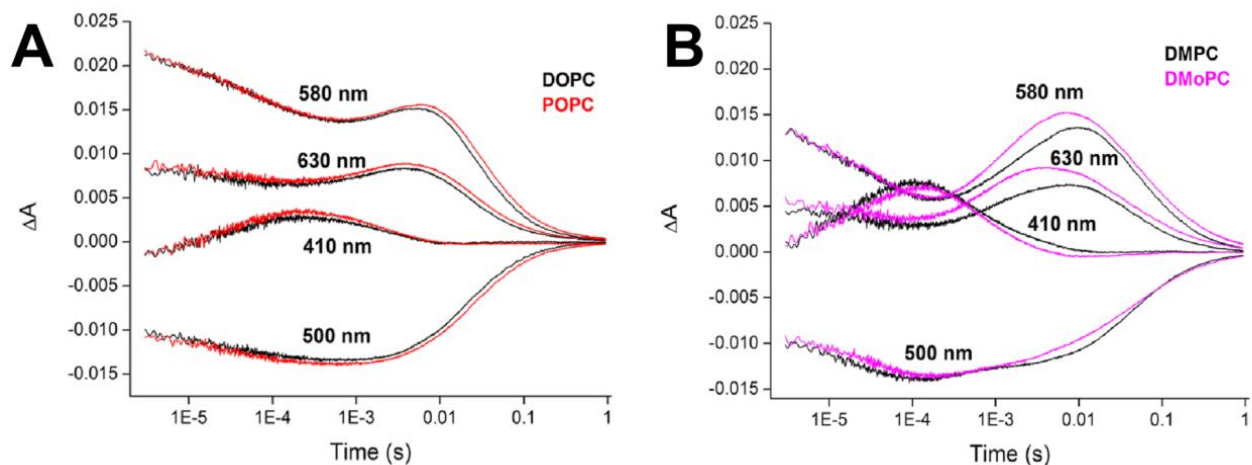 A
0.025
0.020
0.015
0.010
0.005
0.000
-0.005
-0.010
-0.015
ΔA
580 nm
630 nm
410 nm
500 nm
DOPC
POPC
1E-5
1E-4
1E-3
0.01
0.1
1
Time (s)
B
0.025
0.020
0.015
0.010
0.005
0.000
-0.005
-0.010
-0.015
ΔA
DMPC
DMoPC
580 nm
630 nm
410 nm
500 nm
1E-5
1E-4
1E-3
0.01
0.1
1
Time (s)